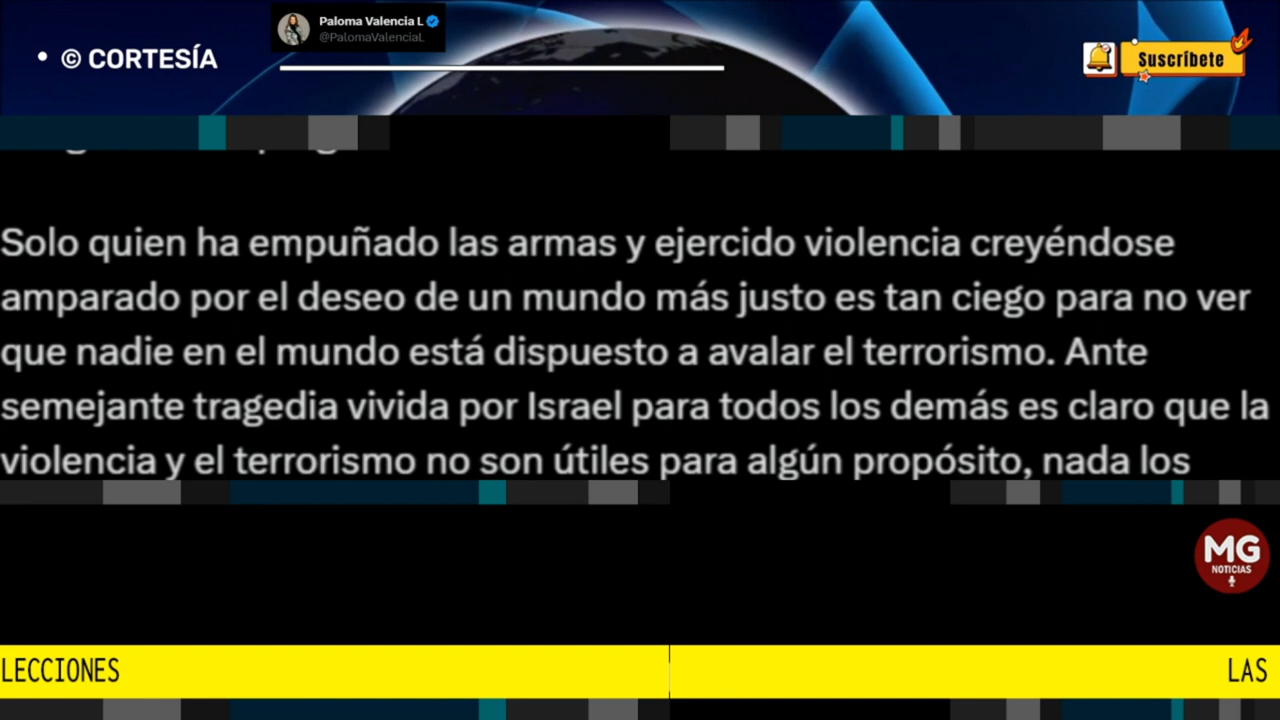 Paloma Valencia L
@PalomaValenciaL
• © CORTESÍA
Suscríbete
Solo quien ha empuñado las armas y ejercido violencia creyéndose
amparado por el deseo de un mundo más justo es tan ciego para no ver
que nadie en el mundo está dispuesto a avalar el terrorismo. Ante
semejante tragedia vivida por Israel para todos los demás es claro que la
violencia y el terrorismo no son útiles para algún propósito, nada los
MG
NOTICIAS
LECCIONES
LAS